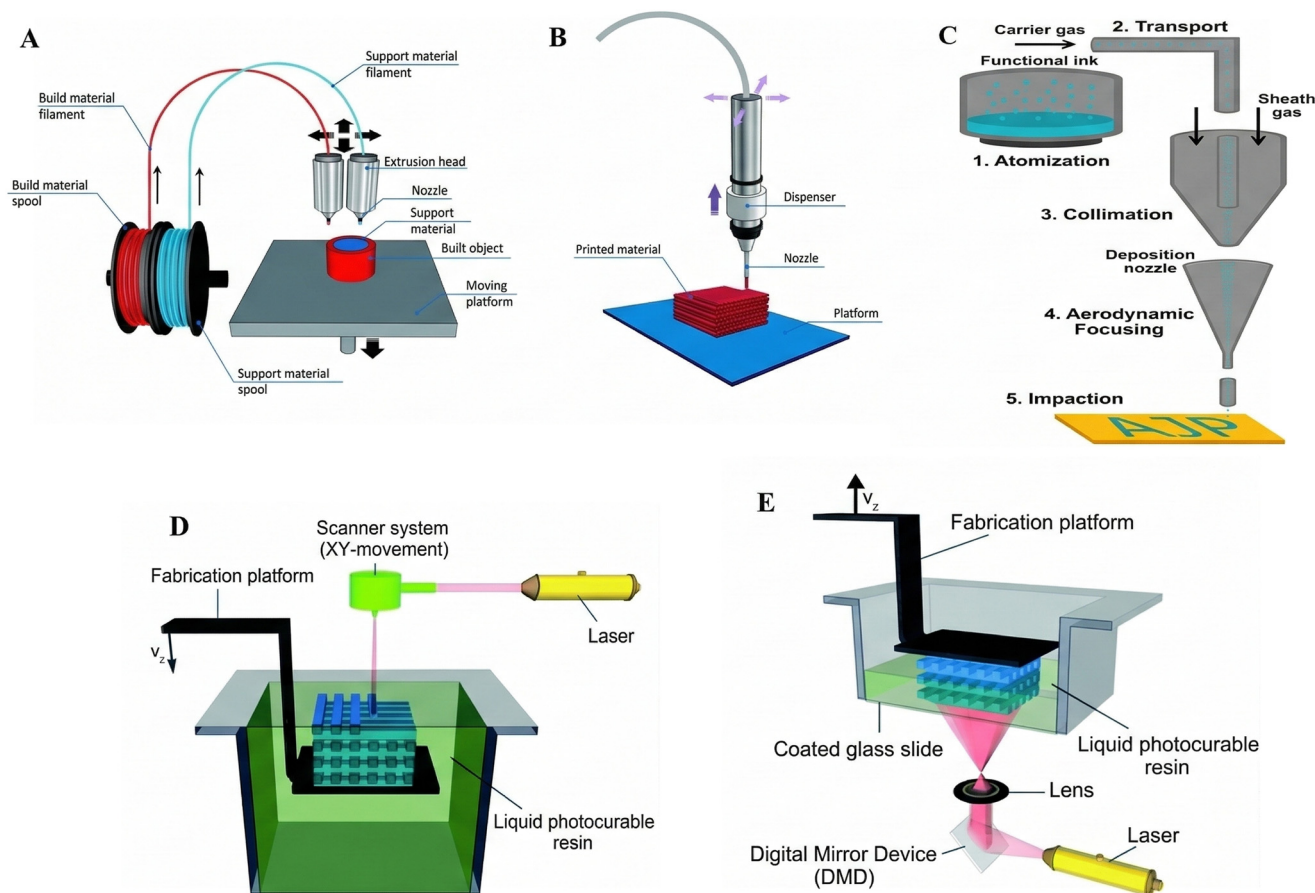 A
Support material
filament
Build material
filament
Build material
spool
Extrusion head
Nozzle
Support
material
Built object
Moving
platform
Support material
spool
B
Dispenser
Printed material
Nozzle
Platform
C
Carrier gas
2. Transport
Functional ink
Sheath
gas
1. Atomization
3. Collimation
Deposition
nozzle
4. Aerodynamic
Focusing
5. Impaction
AJP
D
Scanner system
(XY-movement)
Fabrication platform
Laser
vz
Liquid photocurable
resin
E
vz
Fabrication platform
Coated glass slide
Liquid photocurable
resin
Lens
Laser
Digital Mirror Device
(DMD)